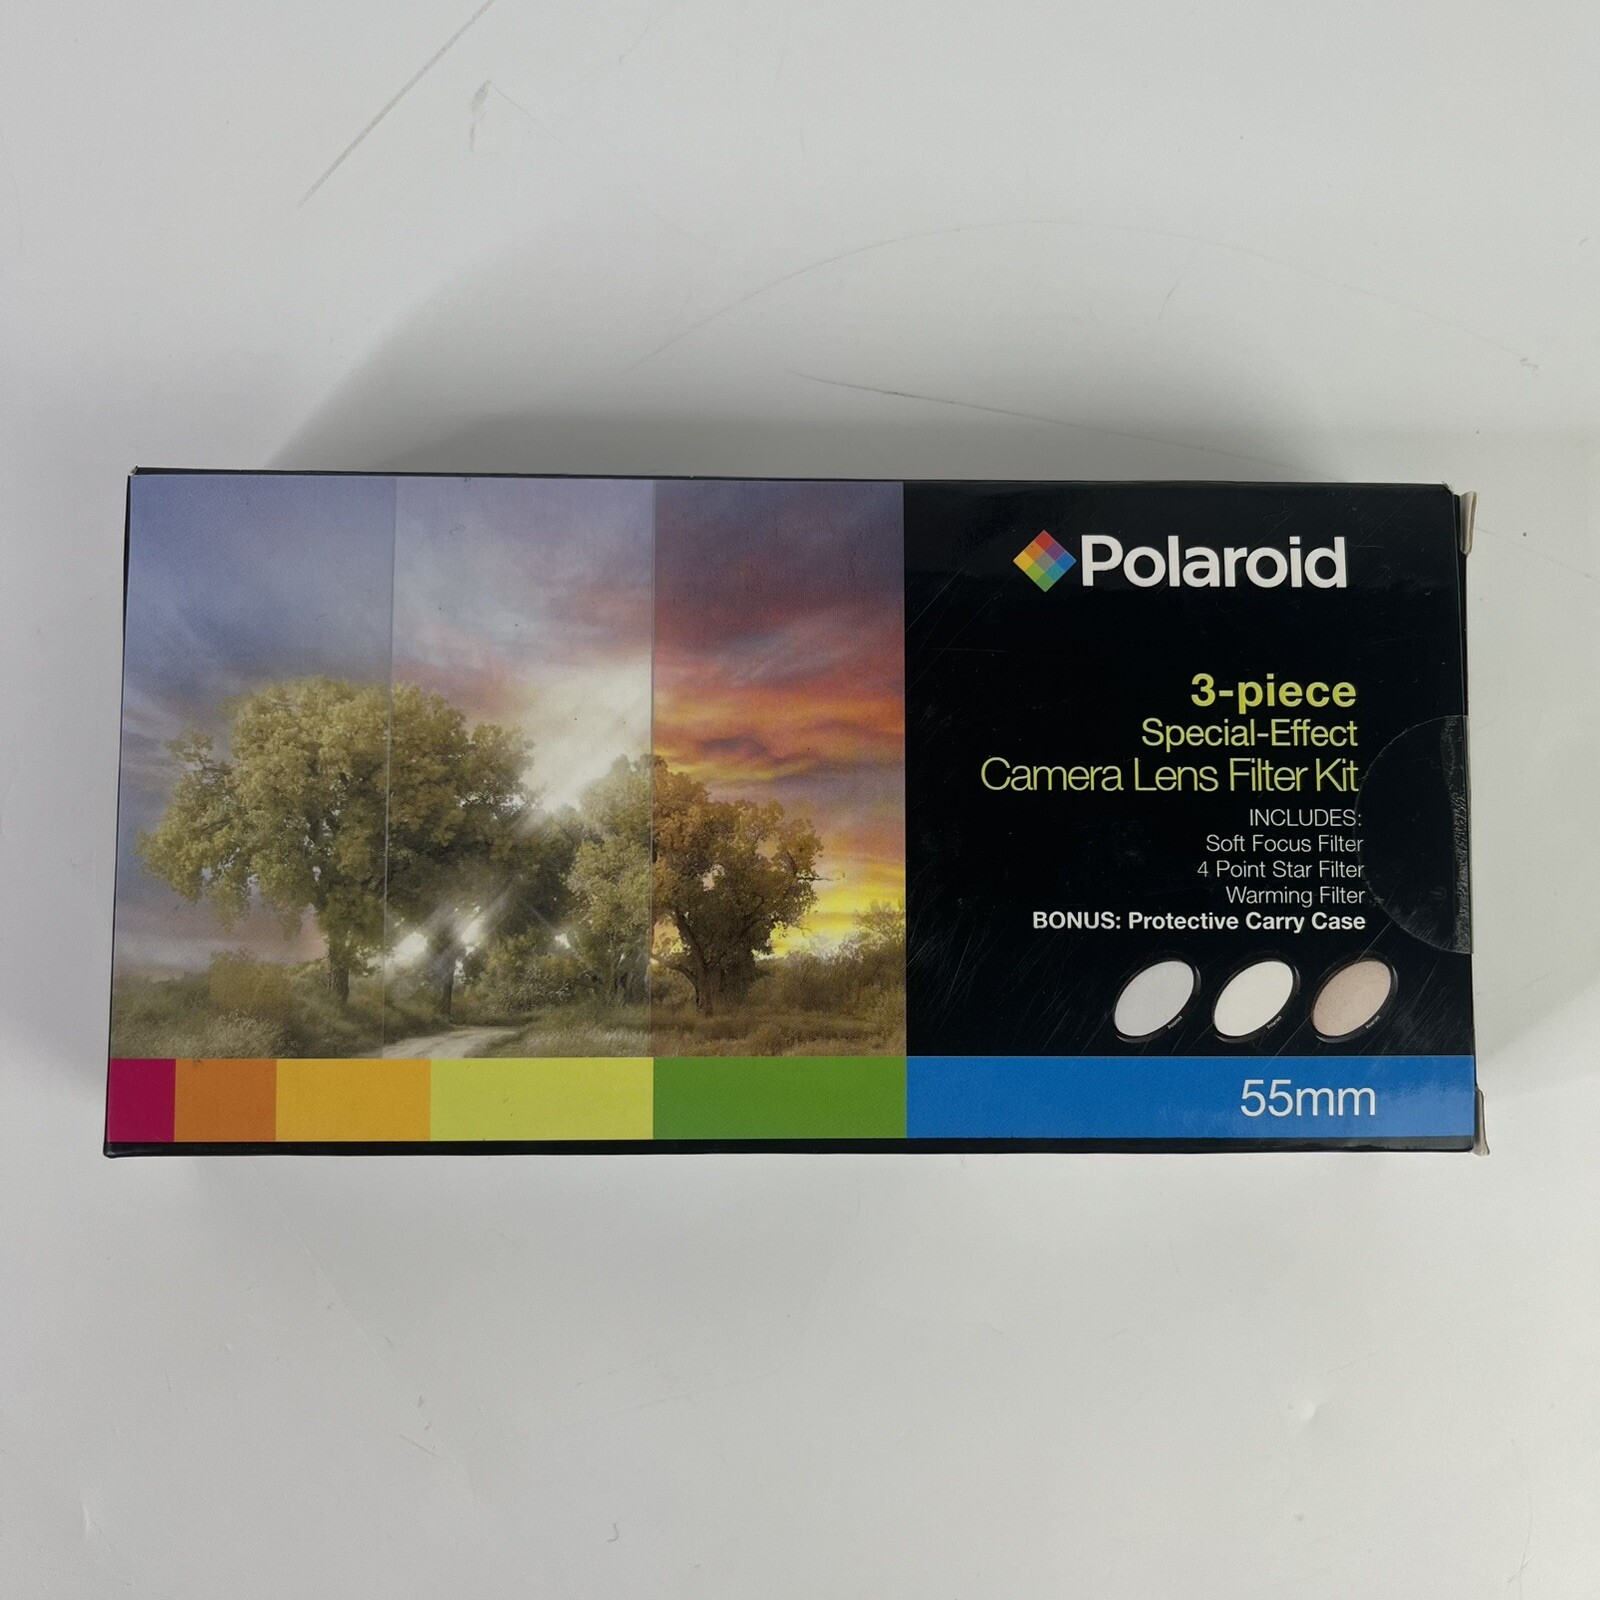 Polaroid
3-piece
Special-Effect
Camera Lens Filter Kit
INCLUDES:
Soft Focus Filter
4 Point Star Filter
Warming Filter
BONUS: Protective Carry Case
55mm